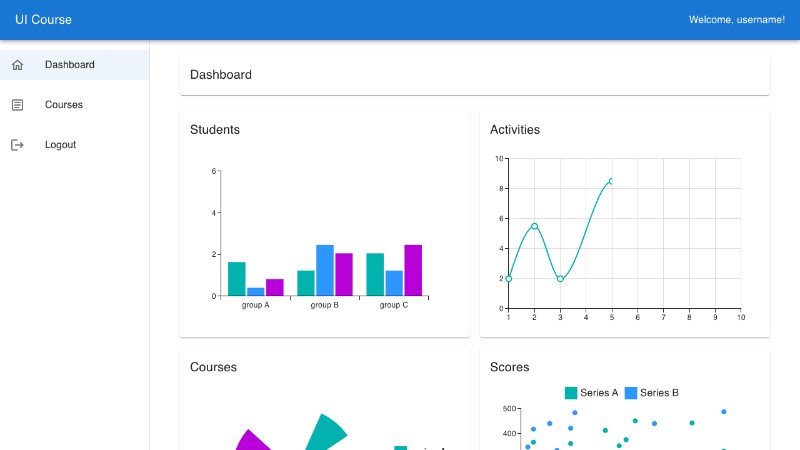 UI Course
Welcome, username!
Dashboard
Courses
Logout
Dashboard
Students
6
4
2
0
group A group B group C
Activities
10
8
6
4
2
0
1 2 3 4 5 6 7 8 9 10
Courses
Scores
Series A Series B
500
400